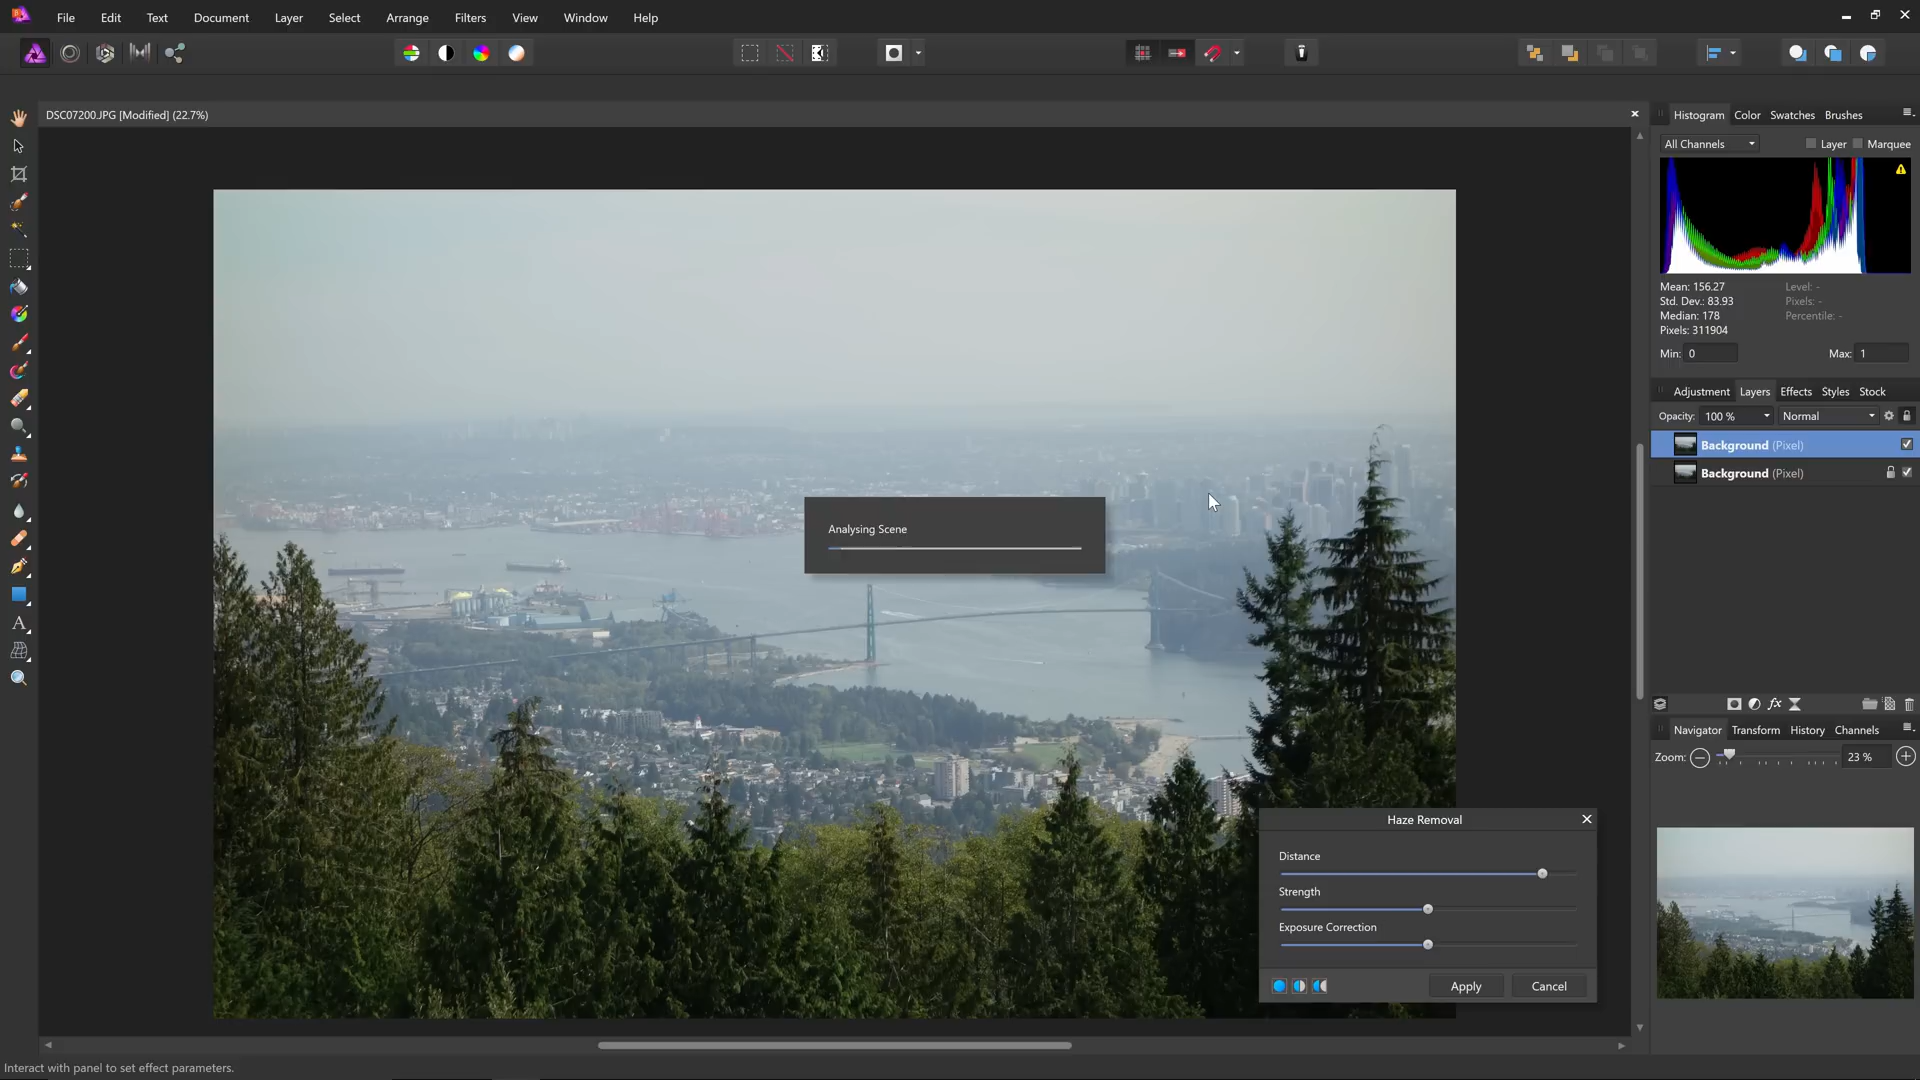 File Edit Text Document Layer Select Arrange Filters View Window Help
DSC07200.JPG [Modified] (22.7%)
Histogram Color Swatches Brushes
All Channels Layer Marquee
Mean: 156.27 Level: -
Std. Dev.: 83.93 Pixels: -
Median: 178 Percentile: -
Pixels: 311904
Min: 0 Max: 1
Adjustment Layers Effects Styles Stock
Opacity: 100 % Normal
Background (Pixel)
Background (Pixel)
Analysing Scene
fx
Navigator Transform History Channels
Zoom: 23 %
Haze Removal
Distance
Strength
Exposure Correction
Apply Cancel
Interact with panel to set effect parameters.